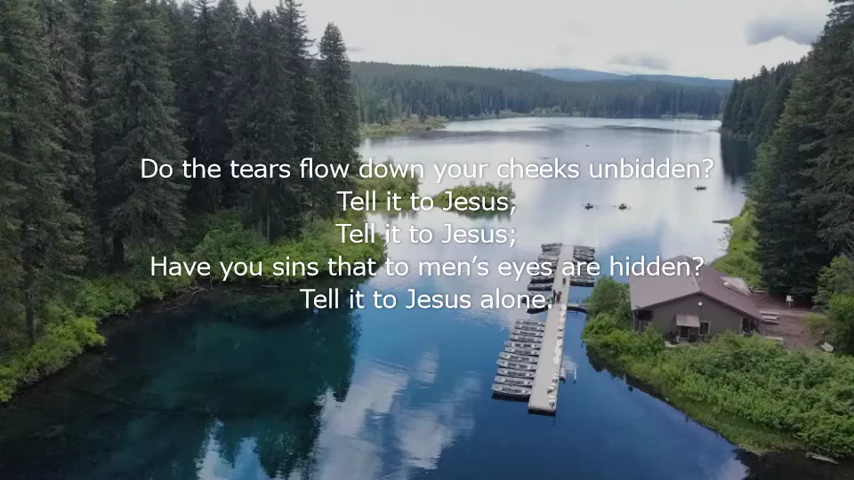 Do the tears flow down your cheeks unbidden?
Tell it to Jesus,
Tell it to Jesus;
Have you sins that to men's eyes are hidden?
Tell it to Jesus alone.